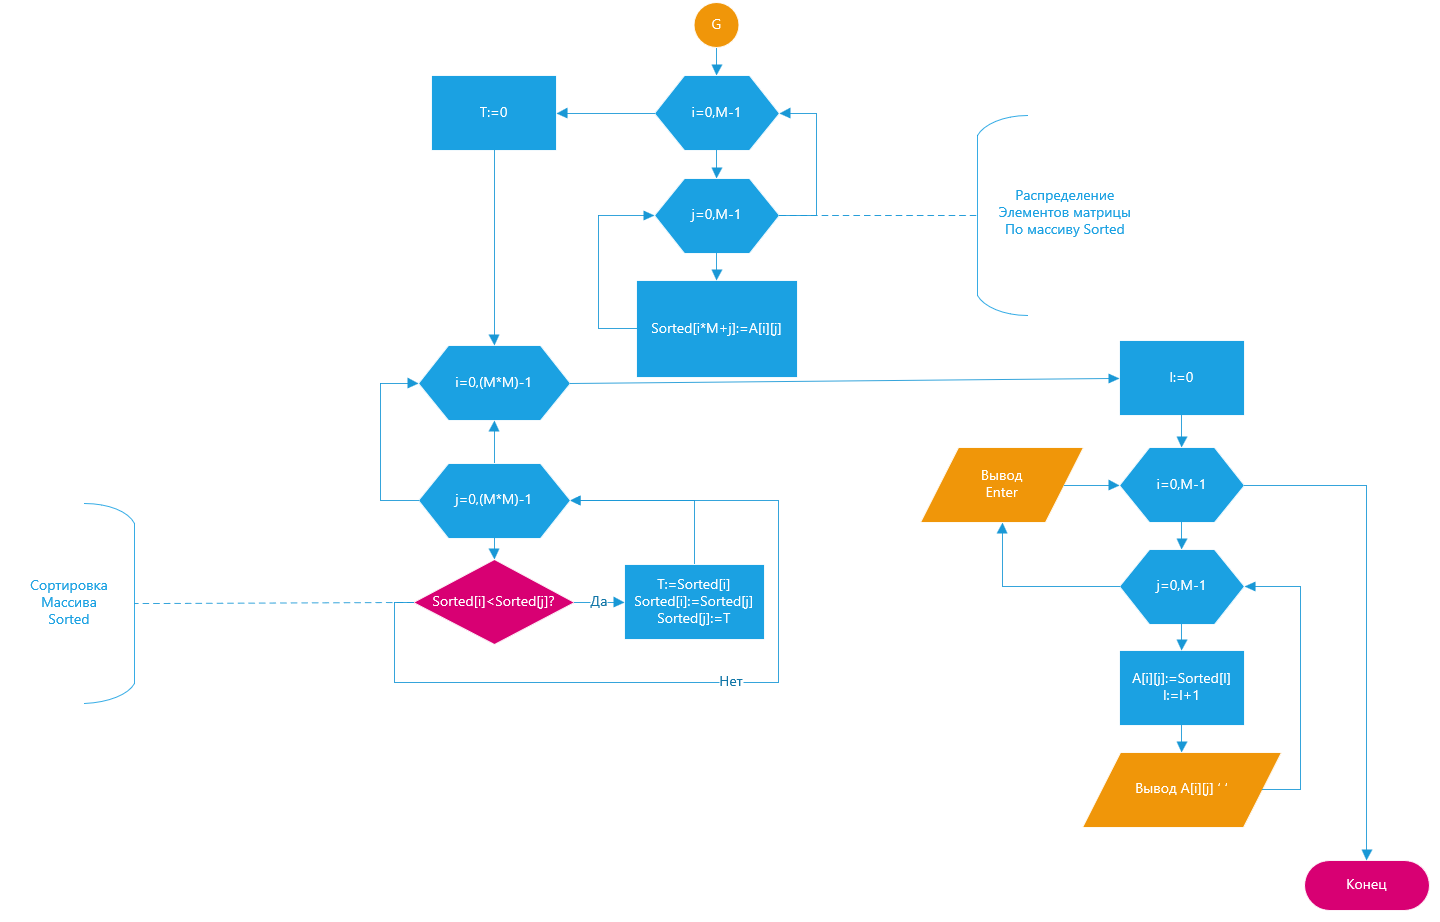 G
i=0,M-1
T:=0
j=0,M-1
Распределение
Элементов матрицы
По массиву Sorted
Sorted[i*M+j]:=A[i][j]
i=0,(M*M)-1
j=0,(M*M)-1
Sorted[i]<Sorted[j]?
Да
T:=Sorted[i]
Sorted[i]:=Sorted[j]
Sorted[j]:=T
Нет
Сортировка
Массива
Sorted
l:=0
Вывод
Enter
i=0,M-1
j=0,M-1
A[i][j]:=Sorted[l]
l:=l+1
Вывод A[i][j] ‘ ‘
Конец